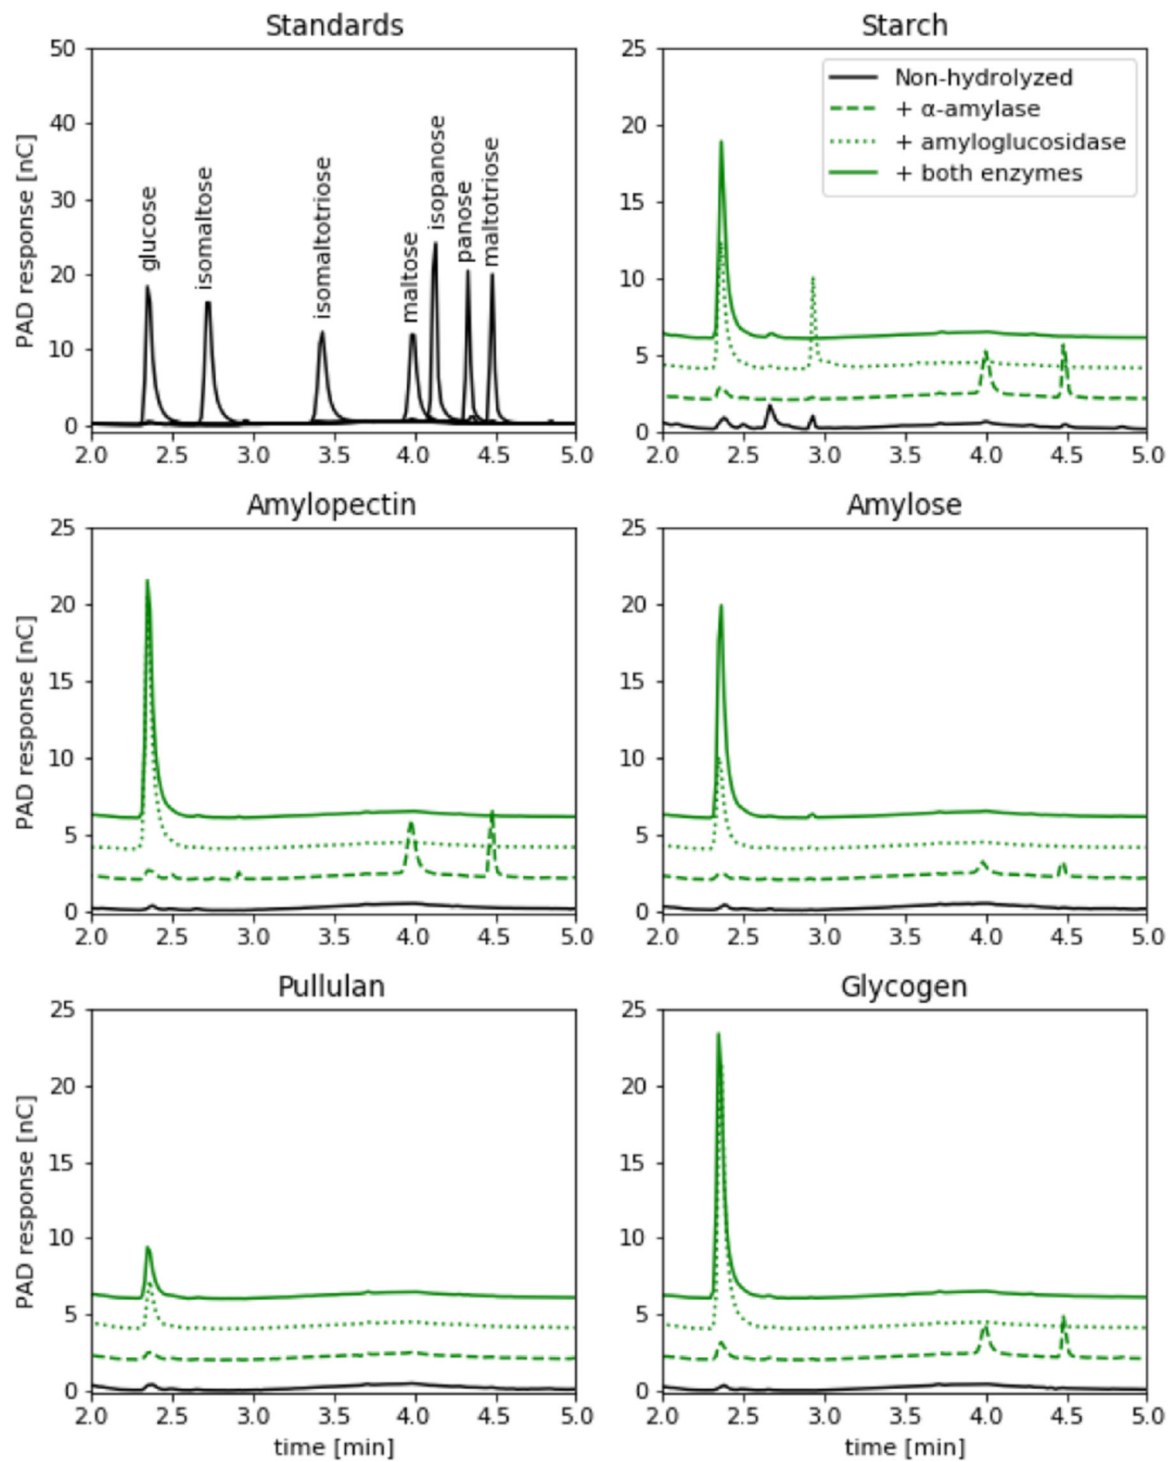 Standards
PAD response [nC]
50
40
30
20
10
0
glucose
isomaltose
isomaltotriose
maltose
isopanose
panose
maltotriose
2.0 2.5 3.0 3.5 4.0 4.5 5.0
Starch
25
20
15
10
5
0
Non-hydrolyzed
+ α-amylase
+ amyloglucosidase
+ both enzymes
2.0 2.5 3.0 3.5 4.0 4.5 5.0
Amylopectin
PAD response [nC]
25
20
15
10
5
0
2.0 2.5 3.0 3.5 4.0 4.5 5.0
Amylose
25
20
15
10
5
0
2.0 2.5 3.0 3.5 4.0 4.5 5.0
Pullulan
PAD response [nC]
25
20
15
10
5
0
2.0 2.5 3.0 3.5 4.0 4.5 5.0
time [min]
Glycogen
25
20
15
10
5
0
2.0 2.5 3.0 3.5 4.0 4.5 5.0
time [min]